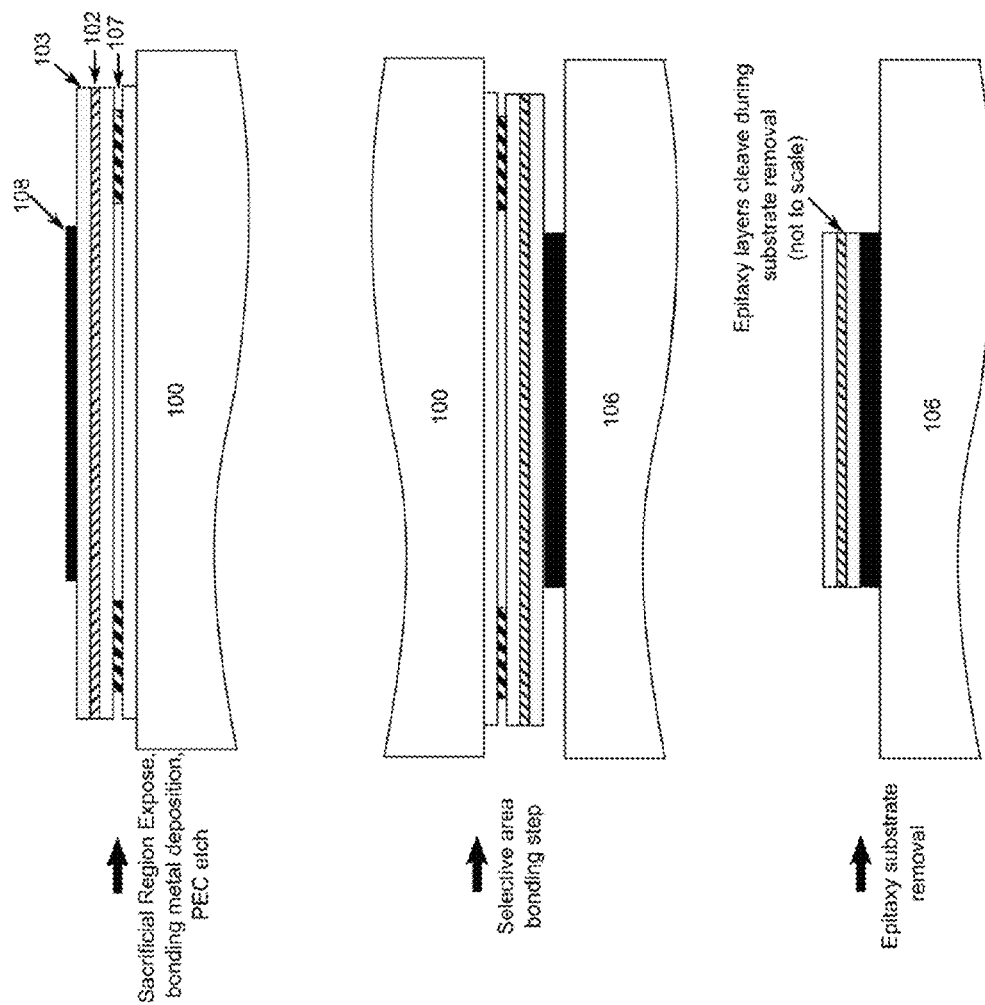 108
103
102
107
100
Sacrificial Region Expose,
bonding metal deposition,
PEC etch
100
106
Selective area
bonding step
Epitaxy layers cleave during
substrate removal
(not to scale)
106
Epitaxy substrate
removal